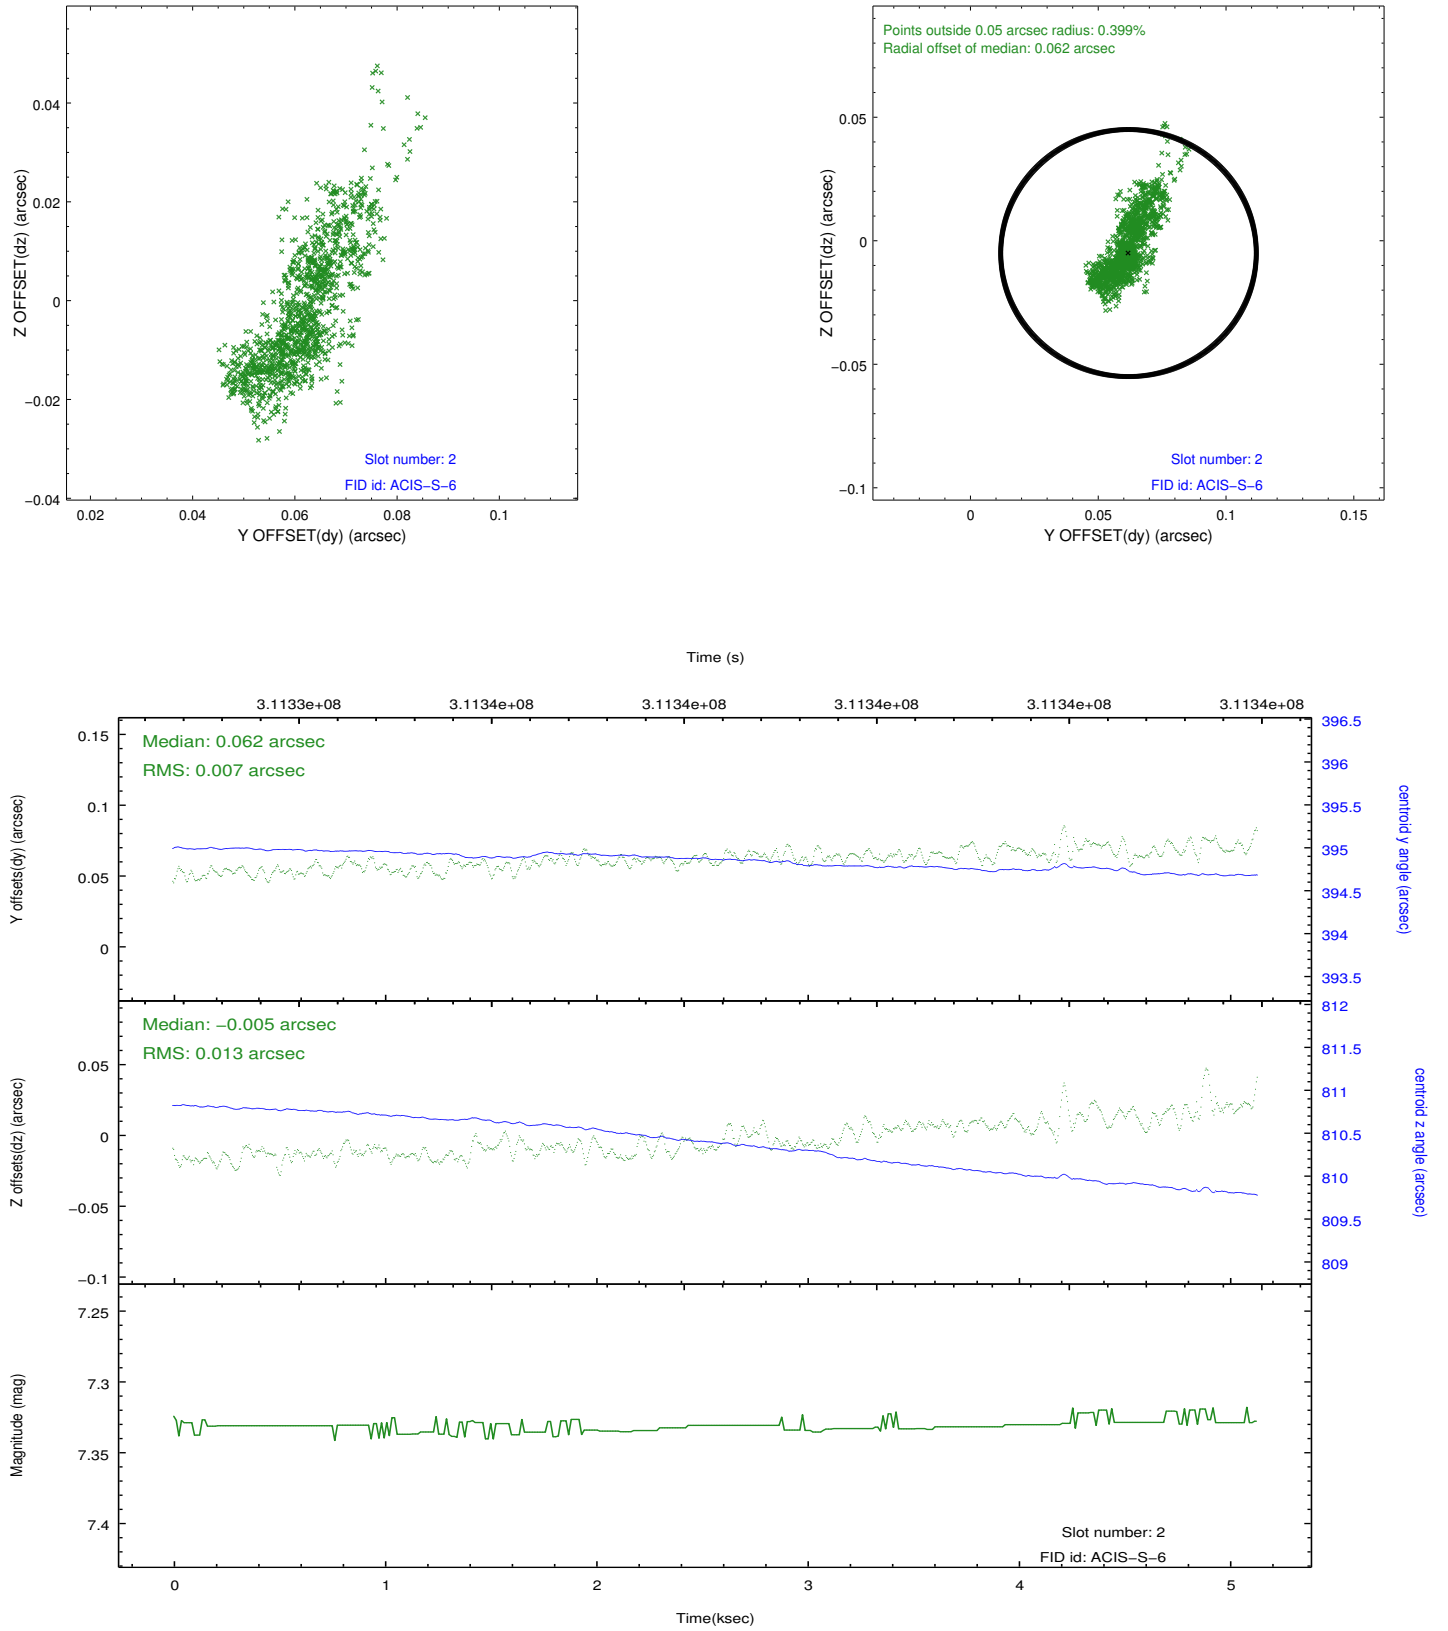 0.04
0.02
0
−0.02
−0.04
0.02
0.04
0.06
0.08
0.1
Z OFFSET(dz) (arcsec)
Y OFFSET(dy) (arcsec)
Slot number: 2
FID id: ACIS−S−6
Points outside 0.05 arcsec radius: 0.399%
Radial offset of median: 0.062 arcsec
0.05
0
−0.05
−0.1
0
0.05
0.1
0.15
Z OFFSET(dz) (arcsec)
Y OFFSET(dy) (arcsec)
Slot number: 2
FID id: ACIS−S−6
Time (s)
3.1133e+08
3.1134e+08
3.1134e+08
3.1134e+08
3.1134e+08
3.1134e+08
Median: 0.062 arcsec
RMS: 0.007 arcsec
0.15
0.1
0.05
0
Y offsets(dy) (arcsec)
396.5
396
395.5
395
394.5
394
393.5
centroid y angle (arcsec)
Median: −0.005 arcsec
RMS: 0.013 arcsec
0.05
0
−0.05
−0.1
Z offsets(dz) (arcsec)
812
811.5
811
810.5
810
809.5
809
centroid z angle (arcsec)
7.25
7.3
7.35
7.4
Magnitude (mag)
Slot number: 2
FID id: ACIS−S−6
0
1
2
3
4
5
Time(ksec)